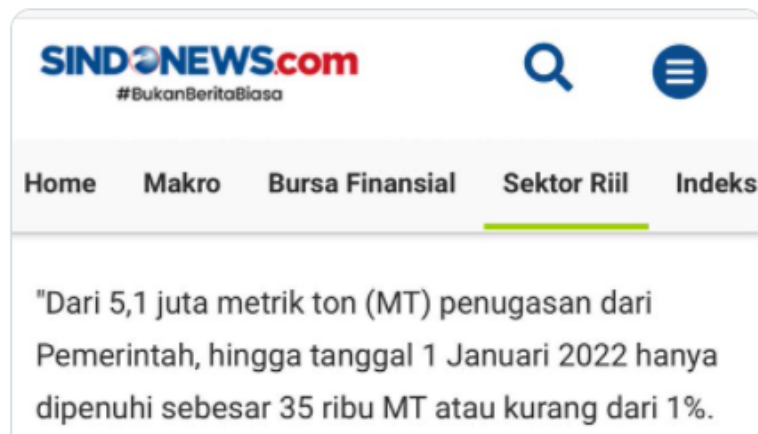 SINDONEWS.com
#BukanBeritaBiasa
Home Makro Bursa Finansial Sektor Riil Indeks
"Dari 5,1 juta metrik ton (MT) penugasan dari
Pemerintah, hingga tanggal 1 Januari 2022 hanya
dipenuhi sebesar 35 ribu MT atau kurang dari 1%.